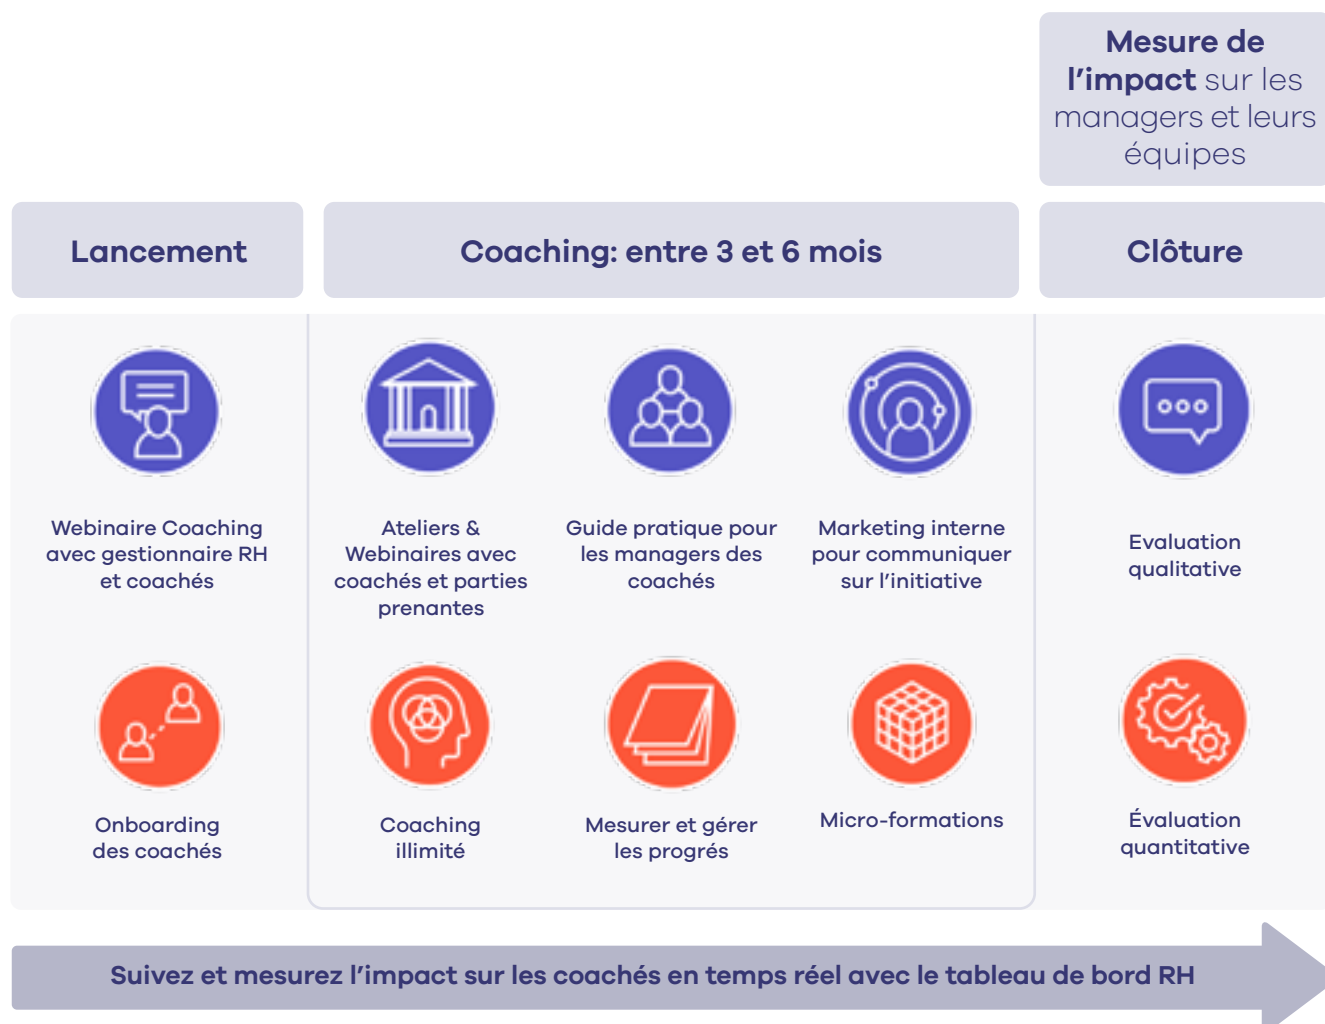 Mesure de
l’impact sur les
managers et leurs
équipes
Lancement
Coaching: entre 3 et 6 mois
Clôture
Webinaire Coaching
avec gestionnaire RH
et coachés
Ateliers &
Webinaires avec
coachés et parties
prenantes
Guide pratique pour
les managers des
coachés
Marketing interne
pour communiquer
sur l’initiative
Evaluation
qualitative
Onboarding
des coachés
Coaching
illimité
Mesurer et gérer
les progrés
Micro-formations
Évaluation
quantitative
Suivez et mesurez l’impact sur les coachés en temps réel avec le tableau de bord RH